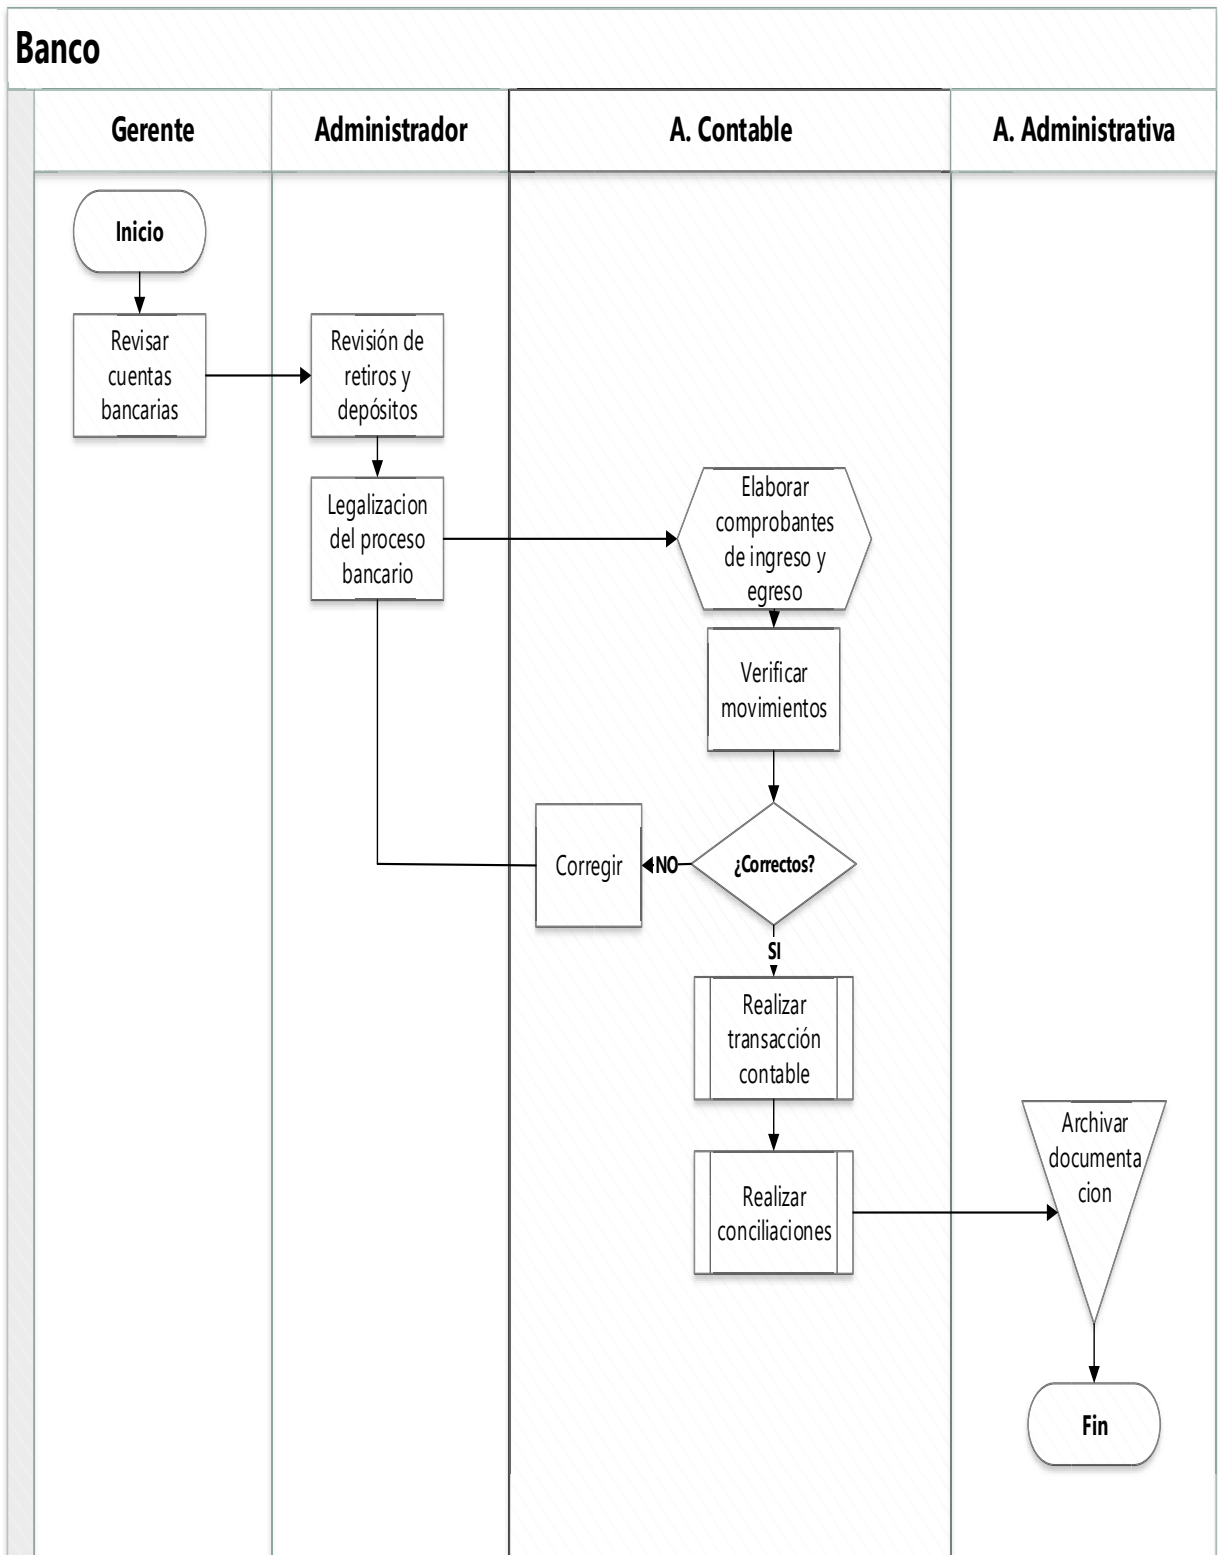 Banco
Gerente
Administrador
A. Contable
A. Administrativa
Inicio
Revisar
cuentas
bancarias
Revisión de
retiros y
depósitos
Legalizacion
del proceso
bancario
Elaborar
comprobantes
de ingreso y
egreso
Verificar
movimientos
¿Correctos?
NO
Corregir
SI
Realizar
transacción
contable
Realizar
conciliaciones
Archivar
documenta
cion
Fin